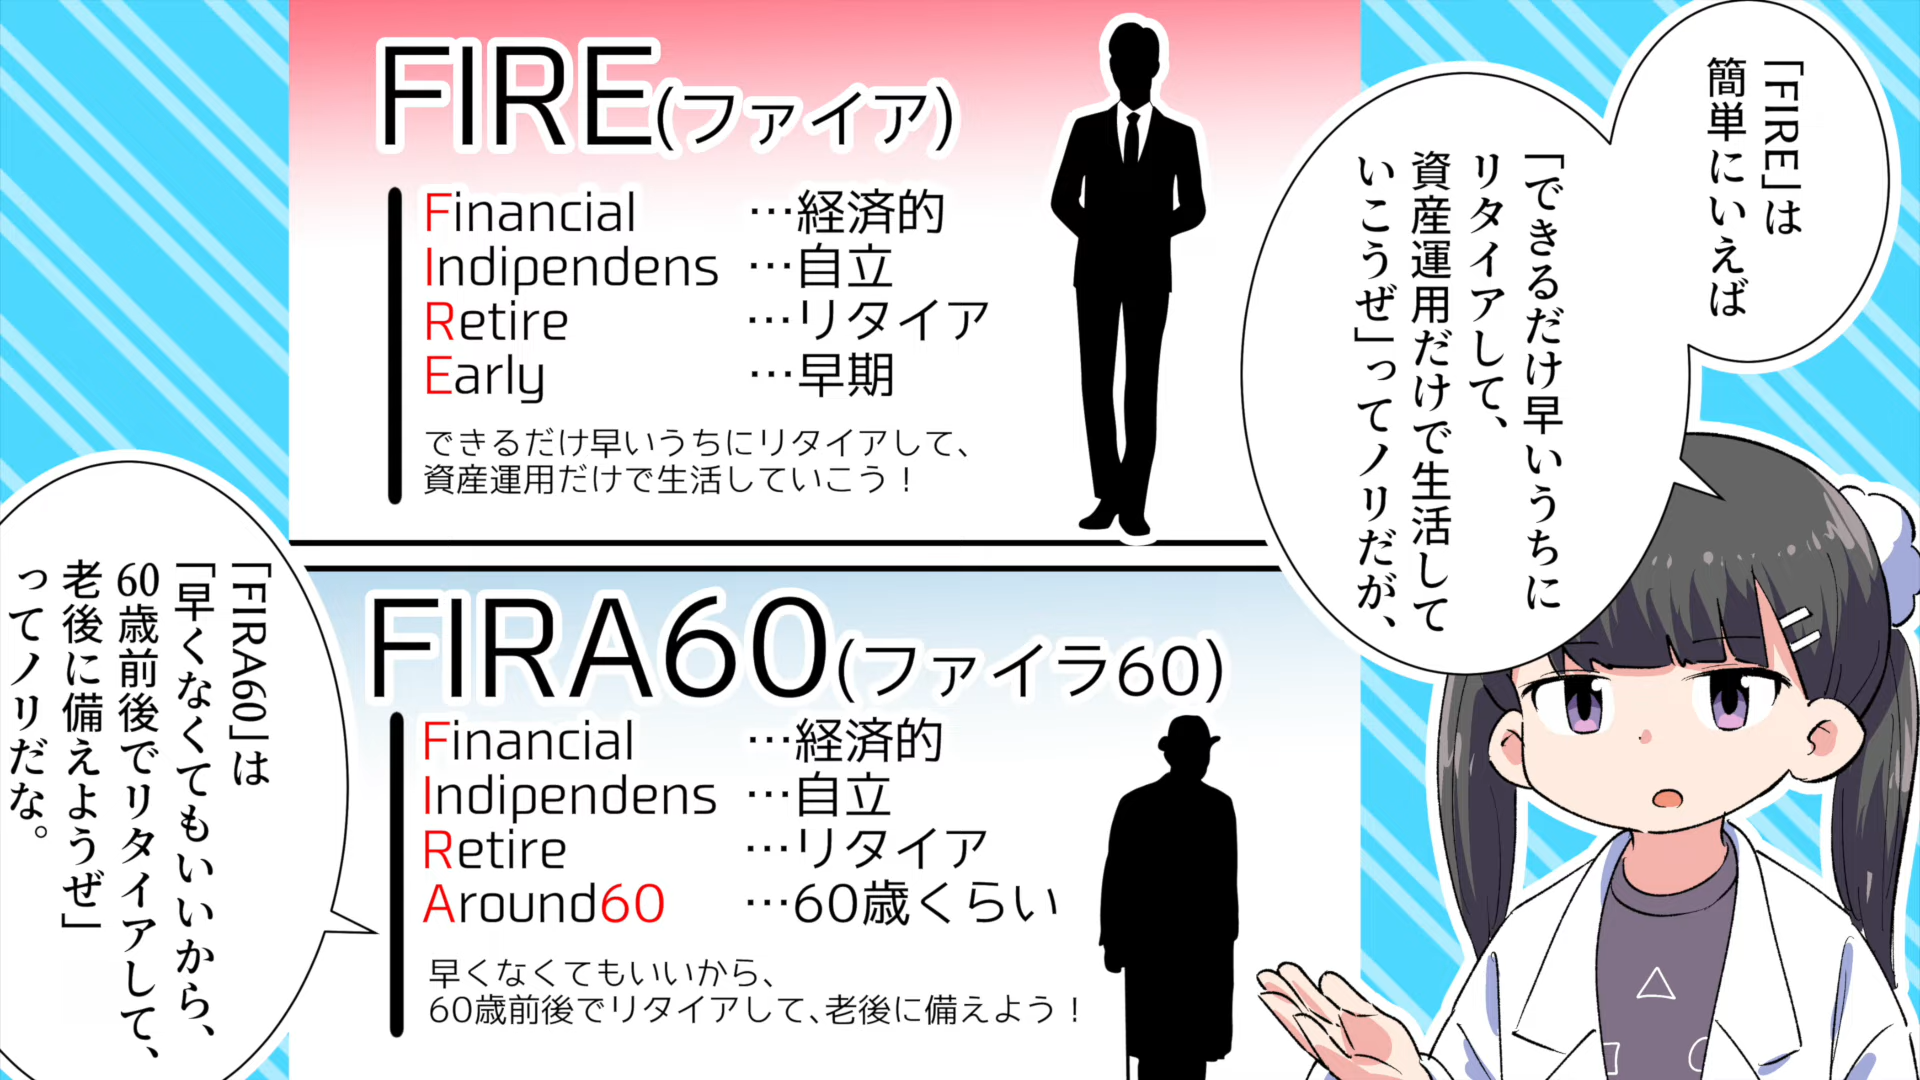 「FIRE」は
簡単にいえば
「できるだけ早いうちに
リタイアして、
資産運用だけで生活して
いこうぜ」ってノリだが、
FIRE(ファイア)
Financial …経済的
Indipendens …自立
Retire …リタイア
Early …早期
できるだけ早いうちにリタイアして、
資産運用だけで生活していこう！
FIRA60(ファイラ60)
Financial …経済的
Indipendens …自立
Retire …リタイア
Around60 …60歳くらい
早くなくてもいいから、
60歳前後でリタイアして、老後に備えよう！
「FIRA60」は
「早くなくてもいいから、
60歳前後でリタイアして、
老後に備えようぜ」
ってノリだな。